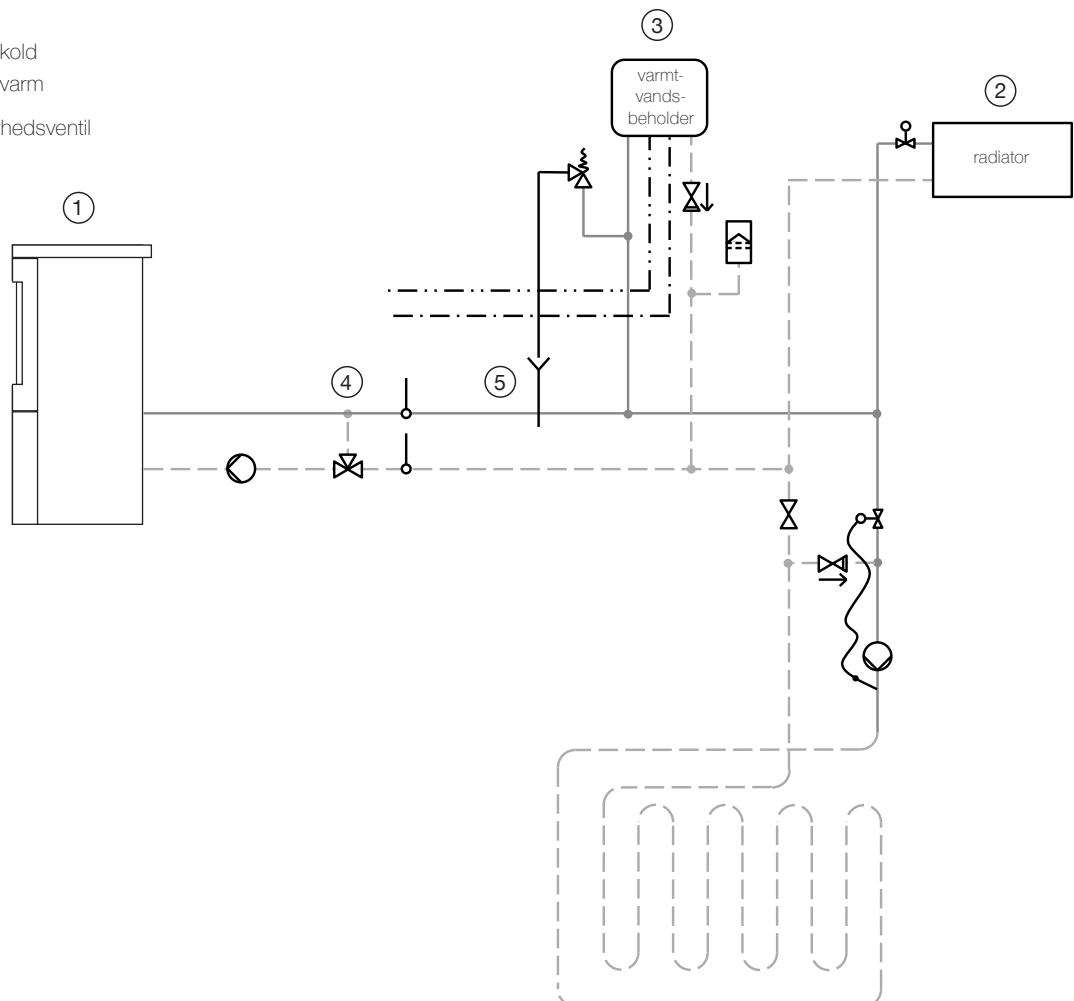 kold
varm
hedsventil
3
varmt-
vands-
beholder
2
radiator
1
4
5